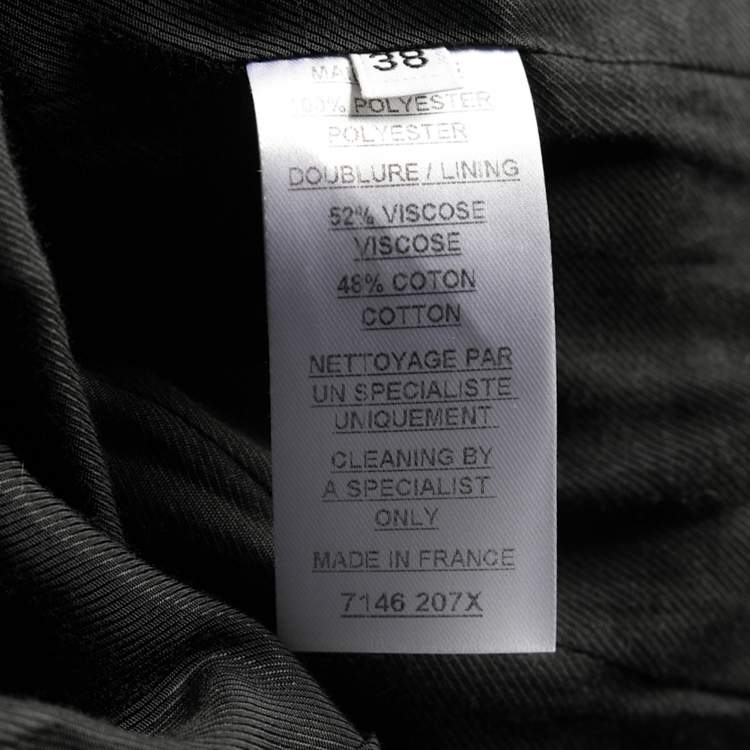 38
100% POLYESTER
POLYESTER
DOUBLURE / LINING
52% VISCOSE
VISCOSE
48% COTON
COTTON
NETTOYAGE PAR
UN SPECIALISTE
UNIQUEMENT
CLEANING BY
A SPECIALIST
ONLY
MADE IN FRANCE
7146 207X